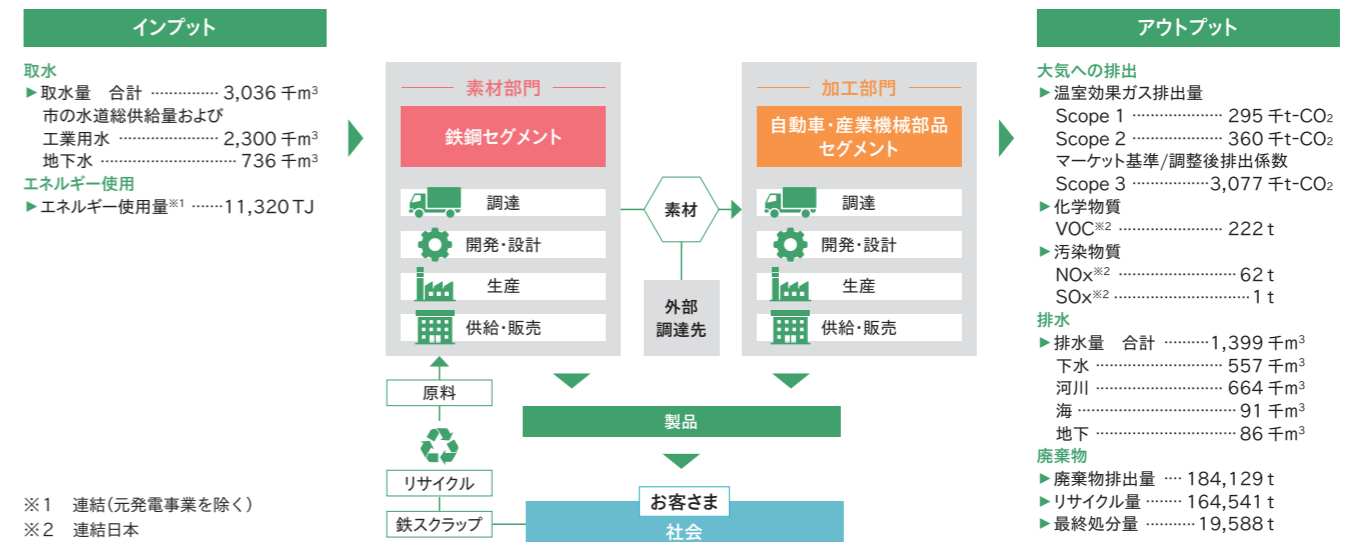 インプット
取水
▶取水量　合計 …………… 3,036 千m³
市の水道総供給量および
工業用水 …………………… 2,300 千m³
地下水 …………………………… 736 千m³
エネルギー使用
▶エネルギー使用量※1 ……11,320 TJ
※1　連結(元発電事業を除く)
※2　連結日本
素材部門
鉄鋼セグメント
調達
開発・設計
生産
供給・販売
素材
外部
調達先
加工部門
自動車・産業機械部品
セグメント
調達
開発・設計
生産
供給・販売
原料
リサイクル
鉄スクラップ
製品
お客さま
社会
アウトプット
大気への排出
▶温室効果ガス排出量
Scope 1 ………………… 295 千t-CO₂
Scope 2 ………………… 360 千t-CO₂
マーケット基準/調整後排出係数
Scope 3 ………………3,077 千t-CO₂
▶化学物質
VOC※2 …………………… 222 t
▶汚染物質
NOx※2 ……………………… 62 t
SOx※2 …………………………1 t
排水
▶排水量　合計 ………1,399 千m³
下水 ………………………… 557 千m³
河川 ………………………… 664 千m³
海 ……………………………… 91 千m³
地下 …………………………… 86 千m³
廃棄物
▶廃棄物排出量 …· 184,129 t
▶リサイクル量 …….. 164,541 t
▶最終処分量 ……….. 19,588 t